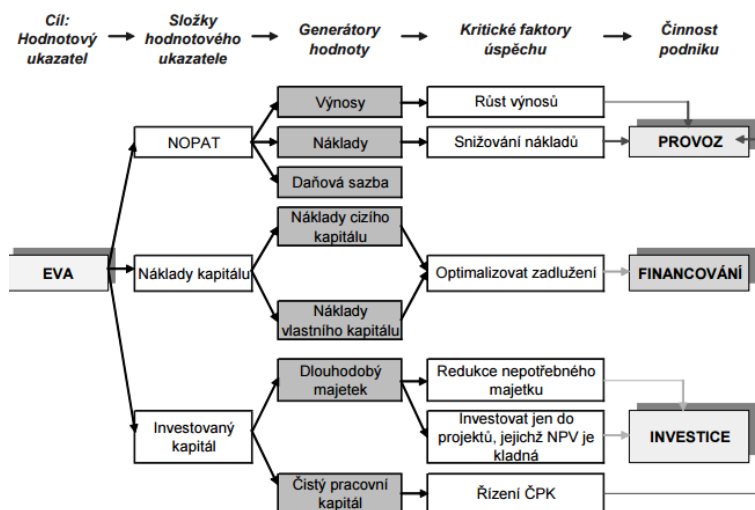 Cíl:
Hodnotový
ukazatel
Složky
hodnotového
ukazatele
Generátory
hodnoty
Kritické faktory
úspěchu
Činnost
podniku
Výnosy
Růst výnosů
NOPAT
Náklady
Snižování nákladů
PROVOZ
Daňová sazba
Náklady cizího
kapitálu
EVA
Náklady kapitálu
Optimalizovat zadlužení
FINANCOVÁNÍ
Náklady
vlastního kapitálu
Dlouhodobý
majetek
Redukce nepotřebného
majetku
Investovaný
kapitál
Investovat jen do
projektů, jejichž NPV je
kladná
INVESTICE
Čistý pracovní
kapitál
Řízení ČPK